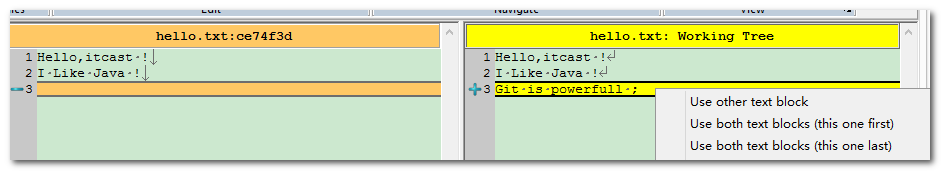 Edit Navigate View
hello.txt:ce74f3d
1 Hello,itcast·!↓
2 I·Like·Java·!↓
3
hello.txt: Working Tree
1 Hello,itcast·!↵
2 I·Like·Java·!↵
3 Git·is·powerfull·;
Use other text block
Use both text blocks (this one first)
Use both text blocks (this one last)